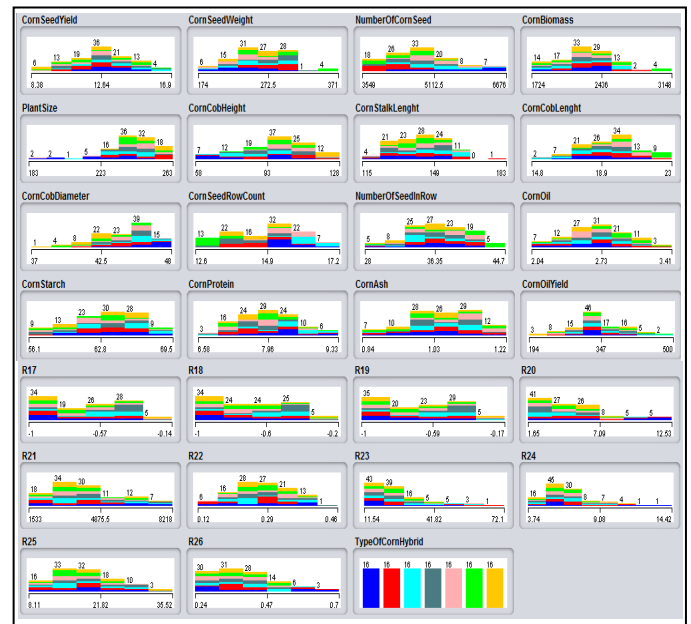 CornSeedYield CornSeedWeight NumberOfCornSeed CornBiomass
6 13 19 36 21 13 4 6 15 31 27 28 1 4 18 26 33 20 8 7 14 17 33 29 13 2 4
8.38 12.64 16.9 174 272.5 371 3549 5112.5 6676 1724 2436 3148
PlantSize CornCobHeight CornStalkLenght CornCobLenght
2 2 1 5 16 36 32 18 7 12 19 37 25 12 4 21 23 28 24 11 0 1 2 7 21 26 34 13 9
183 223 263 58 93 128 115 149 183 14.8 18.9 23
CornCobDiameter CornSeedRowCount NumberOfSeedInRow CornOil
1 4 8 22 23 39 15 13 22 16 32 22 7 5 8 25 27 23 19 5 7 12 27 31 21 11 3
37 42.5 48 12.6 14.9 17.2 28 36.35 44.7 2.04 2.73 3.41
CornStarch CornProtein CornAsh CornOilYield
9 13 23 30 28 9 3 16 24 29 24 10 6 7 10 28 26 29 12 3 8 15 46 17 16 5 2
56.1 62.8 69.5 6.58 7.96 9.33 0.84 1.03 1.22 194 347 500
R17 R18 R19 R20
34 19 26 28 5 34 24 24 25 5 35 20 23 29 5 41 27 26 8 5 5
-1 -0.57 -0.14 -1 -0.6 -0.2 -1 -0.59 -0.17 1.65 7.09 12.53
R21 R22 R23 R24
18 34 30 11 12 7 6 16 28 27 21 13 1 39 16 5 5 3 1 16 46 30 8 7 4 1 1
1533 4875.5 8218 0.12 0.29 0.46 11.54 41.82 72.1 3.74 9.08 14.42
R25 R26 TypeOfCornHybrid
16 33 32 18 10 3 30 31 28 14 6 3 16 16 16 16 16 16 16
8.11 21.82 35.52 0.24 0.47 0.7